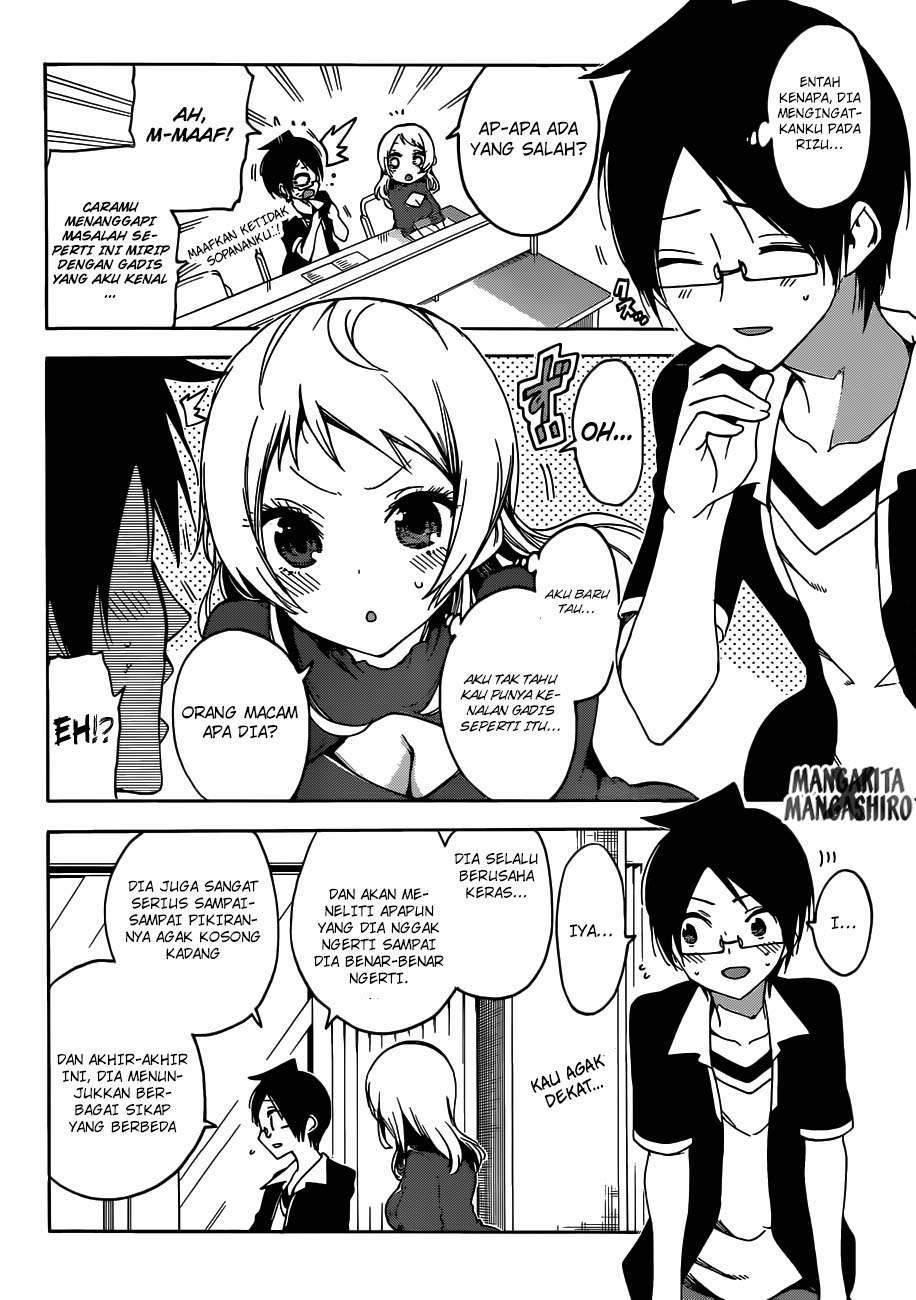 ENTAH
KENAPA, DIA
MENGINGAT-
KANKU PADA
RIZU...
AP-APA ADA
YANG SALAH?
AH,
M-MAAF!
MAAFKAN KETIDAK
SOPANANKU..!
CARAMU
MENANGGAPI
MASALAH SE-
PERTI INI MIRIP
DENGAN GADIS
YANG AKU KENAL
...
OH...
AKU BARU
TAU...
AKU TAK TAHU
KAU PUNYA KE-
NALAN GADIS
SEPERTI ITU...
ORANG MACAM
APA DIA?
EH!?
MANGAKITA
MANGASHIRO
I...
IYA...
KAU AGAK
DEKAT...
DIA SELALU
BERUSAHA
KERAS...
DAN AKAN ME-
NELITI APAPUN
YANG DIA NGGAK
NGERTI SAMPAI
DIA BENAR-BENAR
NGERTI.
DIA JUGA SANGAT
SERIUS SAMPAI-
SAMPAI PIKIRAN-
NYA AGAK KOSONG
KADANG
DAN AKHIR-AKHIR
INI, DIA MENUN-
JUKKAN BER-
BAGAI SIKAP
YANG BERBEDA